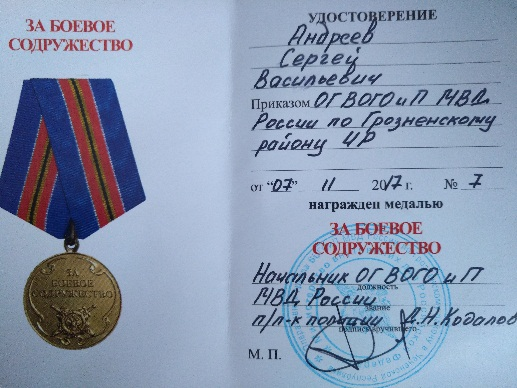 ЗА БОЕВОЕ
СОДРУЖЕСТВО
ЗА
БОЕВОЕ
СОДРУЖЕСТВО
УДОСТОВЕРЕНИЕ
Андреев
Сергей
Васильевич
Приказом ОГ ВОГО и П МВД
России по Грозненскому
району ЧР
от "07" 11 2017 г. № 7
награжден медалью
ЗА БОЕВОЕ
СОДРУЖЕСТВО
Начальник ОГ ВОГО и П
должность
МВД России
звание
п/п-к полиции Д.Н.Кодалов
подпись вручившего
М. П.